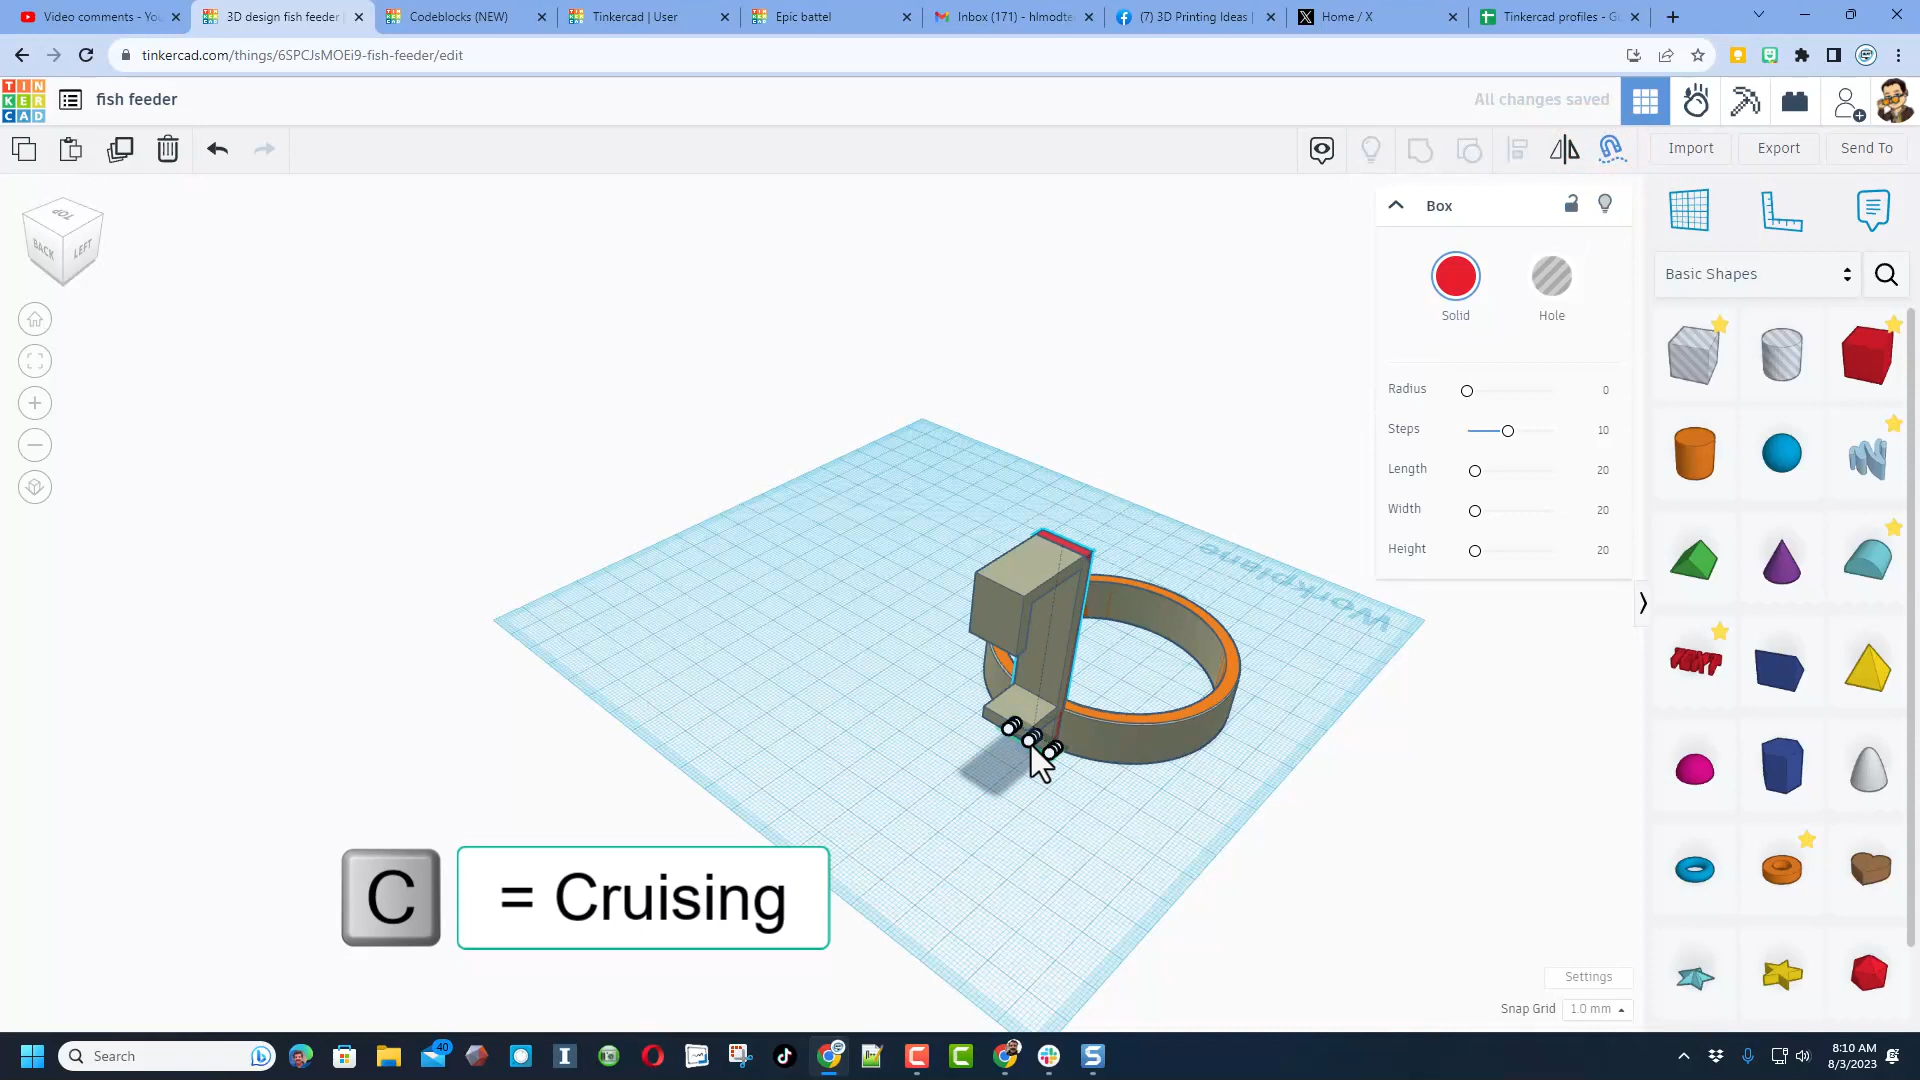 Video comments - You
3D design fish feeder
Codeblocks (NEW)
Tinkercad | User
Epic battel
Inbox (171) - hlmodte
(7) 3D Printing Ideas |
Home / X
Tinkercad profiles - G
tinkercad.com/things/6SPCJsMOEi9-fish-feeder/edit
TIN
KER
CAD
fish feeder
All changes saved
Import
Export
Send To
TOP
BACK
LEFT
Box
Solid
Hole
Radius 0
Steps 10
Length 20
Width 20
Height 20
Basic Shapes
TEXT
Workplane
C = Cruising
Settings
Snap Grid 1.0 mm
Search
40
8:10 AM
8/3/2023